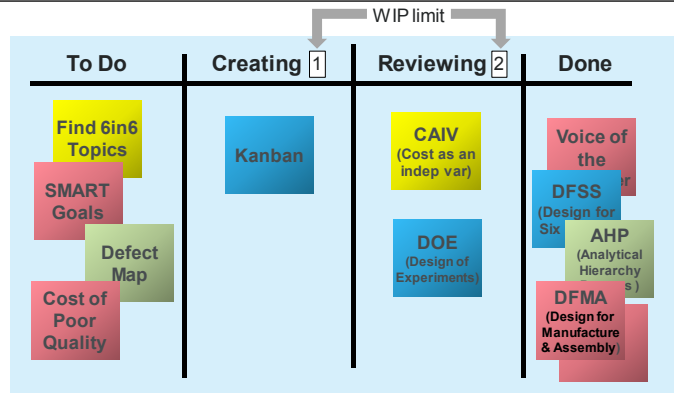 WIP limit
To Do
Creating 1
Reviewing 2
Done
Find 6in6
Topics
SMART
Goals
Defect
Map
Cost of
Poor
Quality
Kanban
CAIV
(Cost as an
indep var)
DOE
(Design of
Experiments)
Voice of
the
DFSS
(Design for
Six
AHP
(Analytical
Hierarchy
DFMA
(Design for
Manufacture
& Assembly)